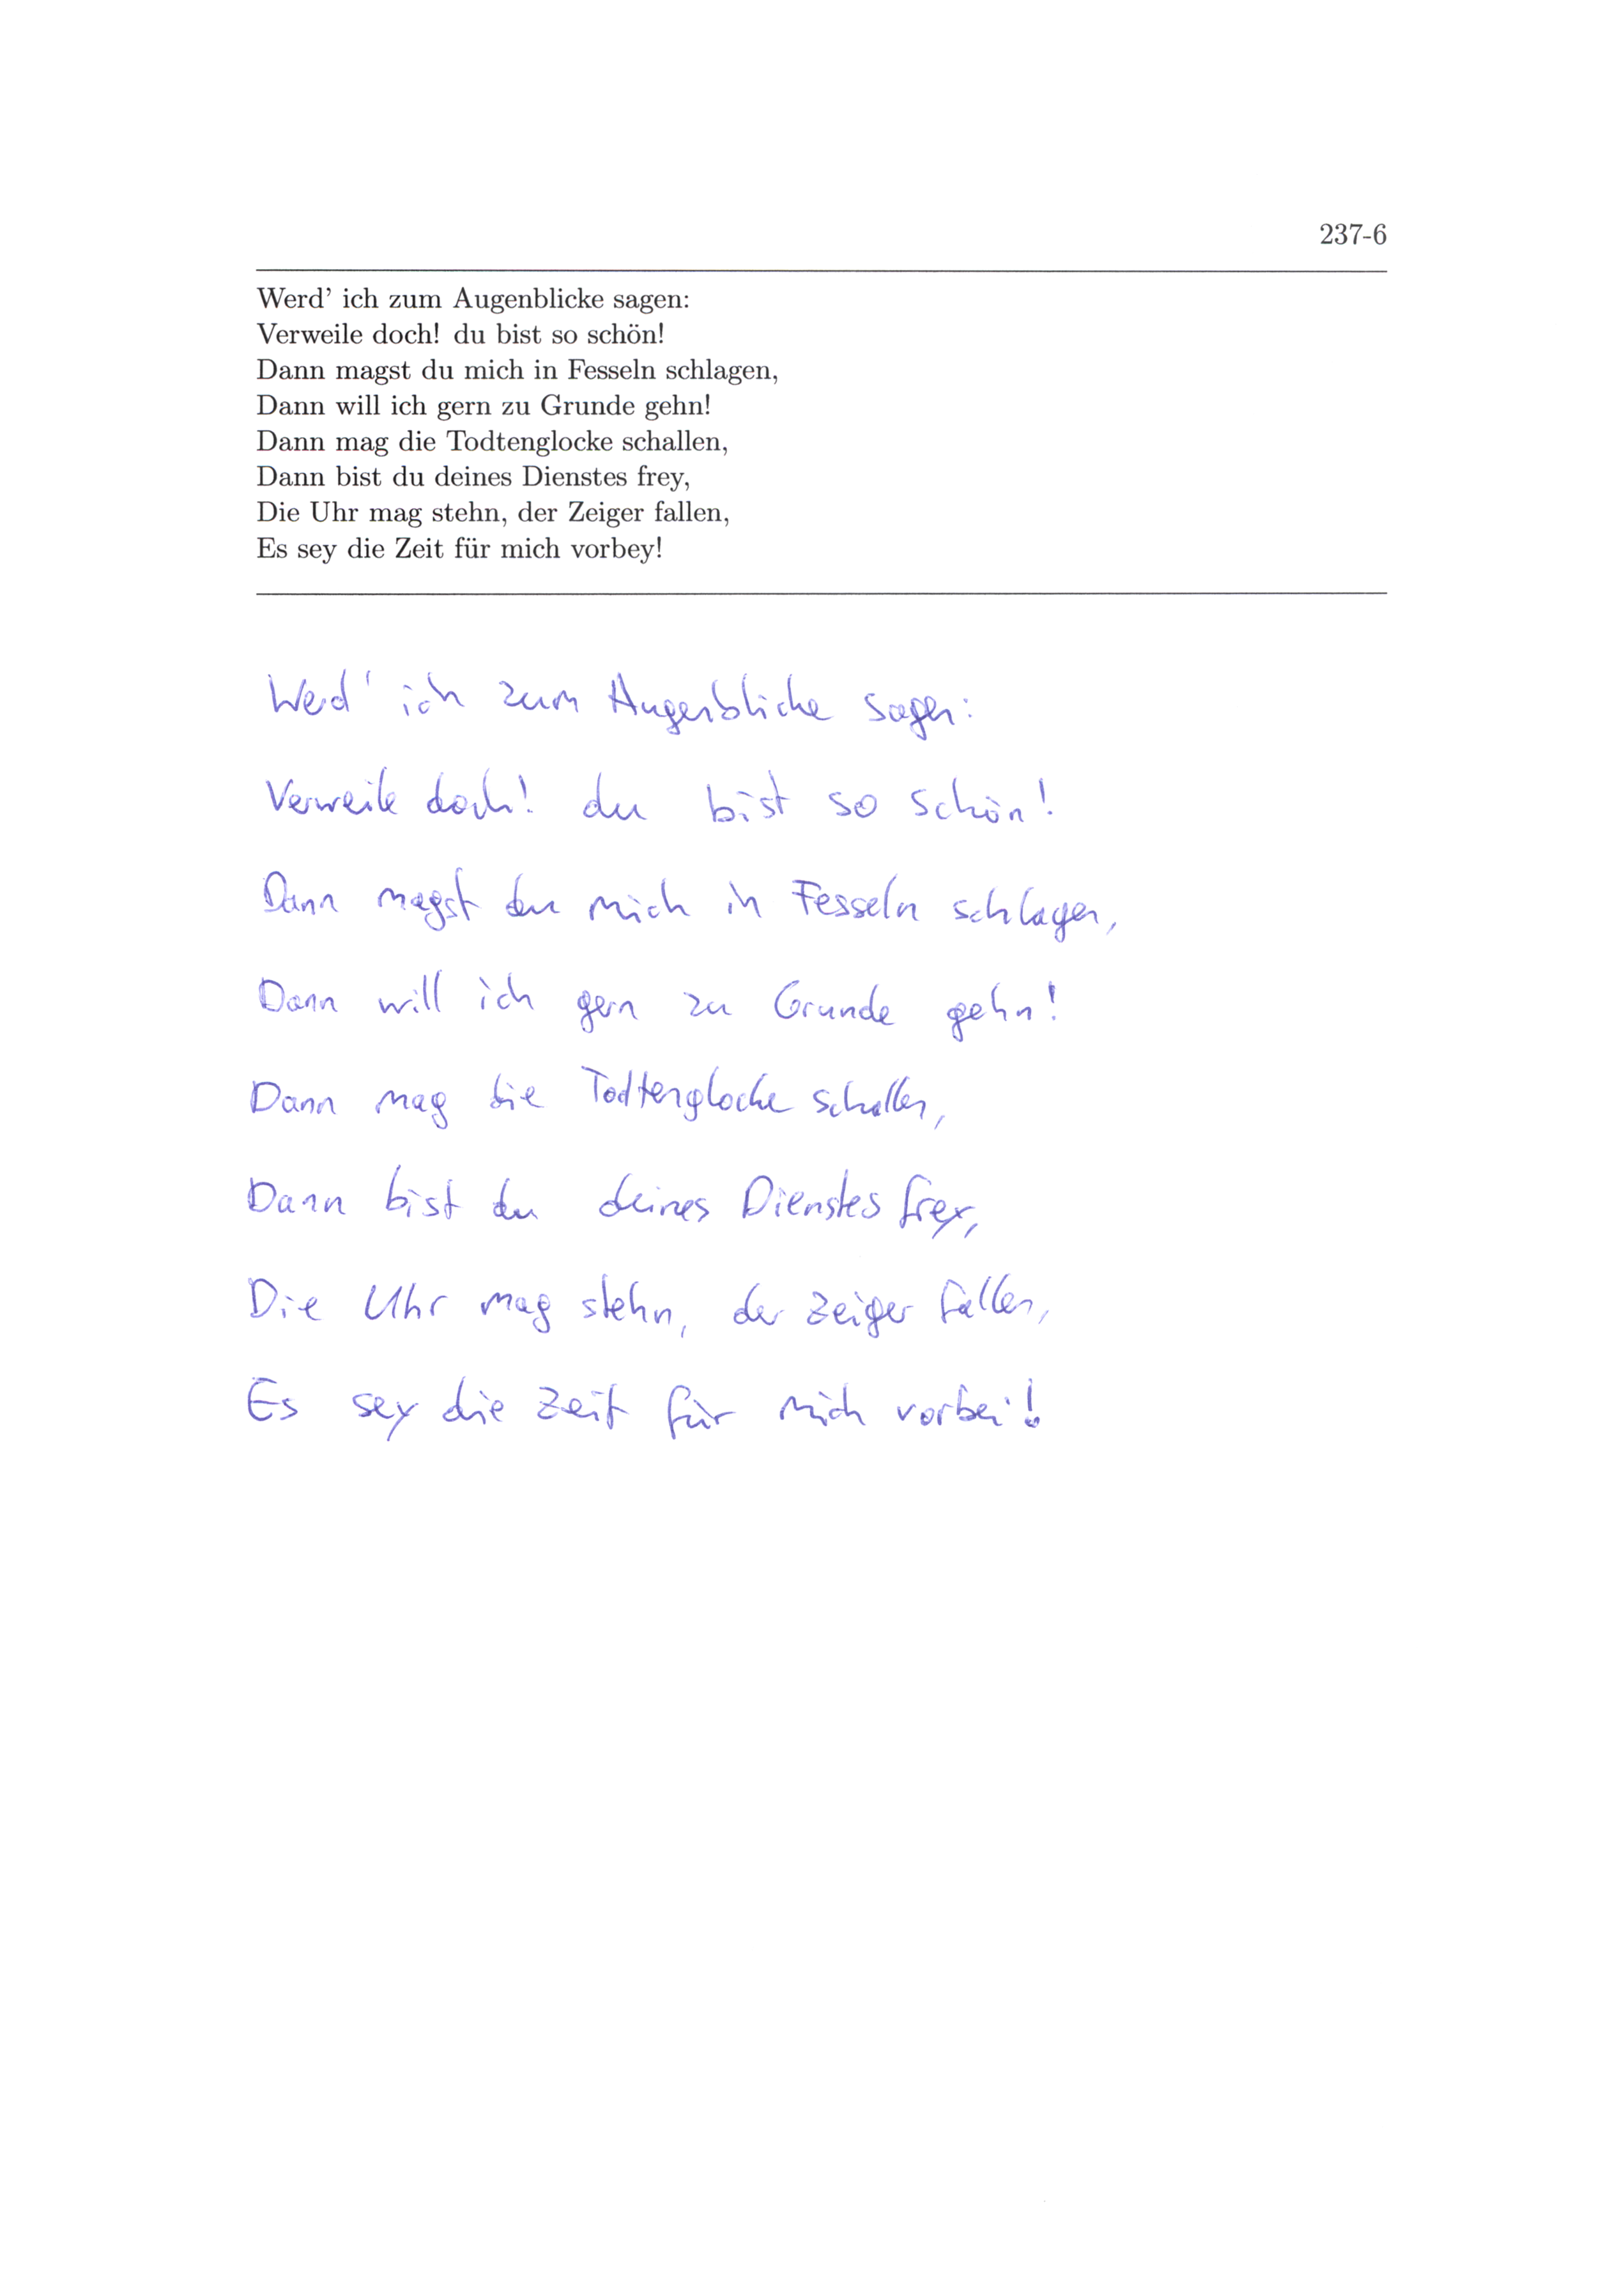 237-6
Werd’ ich zum Augenblicke sagen:
Verweile doch! du bist so schön!
Dann magst du mich in Fesseln schlagen,
Dann will ich gern zu Grunde gehn!
Dann mag die Todtenglocke schallen,
Dann bist du deines Dienstes frey,
Die Uhr mag stehn, der Zeiger fallen,
Es sey die Zeit für mich vorbey!
Werd' ich zum Augenblicke sagen:
Verweile doch! du bist so schön!
Dann magst du mich in Fesseln schlagen,
Dann will ich gern zu Grunde gehn!
Dann mag die Todtenglocke schallen,
Dann bist du deines Dienstes frey,
Die Uhr mag stehn, der Zeiger fallen,
Es sey die Zeit für mich vorbei!